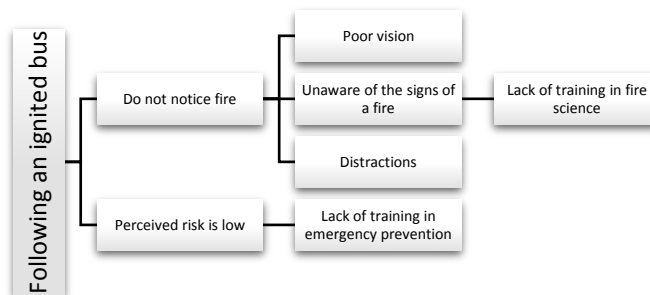 Following an ignited bus
Do not notice fire
Poor vision
Unaware of the signs of
a fire
Lack of training in fire
science
Distractions
Perceived risk is low
Lack of training in
emergency prevention